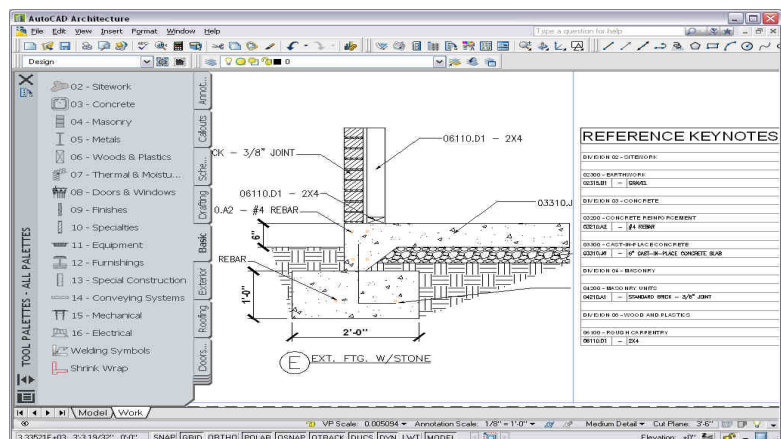 AutoCAD Architecture
File Edit View Insert Format Window Help
Type a question for help
Design
0
02 - Sitework
03 - Concrete
04 - Masonry
05 - Metals
06 - Woods & Plastics
07 - Thermal & Moistu...
08 - Doors & Windows
09 - Finishes
10 - Specialties
11 - Equipment
12 - Furnishings
13 - Special Construction
14 - Conveying Systems
15 - Mechanical
16 - Electrical
Welding Symbols
Shrink Wrap
TOOL PALETTES - ALL PALETTES
Annot...
Callouts
Sche...
Drafting
Basic
Exterior
Roofing
Doors...
06110.D1 - 2X4
CK - 3/8" JOINT
06110.D1 - 2X4
0.A2 - #4 REBAR
03310.J
6"
REBAR
1'-0"
2'-0"
E EXT. FTG. W/STONE
REFERENCE KEYNOTES
DIVISION 02 - SITEWORK
02300 - EARTHWORK
02315.B1 - GRAVEL
DIVISION 03 - CONCRETE
03200 - CONCRETE REINFORCEMENT
03210.A2 - #4 REBAR
03300 - CAST-IN-PLACE CONCRETE
- 6" CAST-IN-PLACE CONCRETE SLAB
DIVISION 04 - MASONRY
04200 - MASONRY UNITS
04210.A1 - STANDARD BRICK - 3/8" JOINT
DIVISION 06 - WOOD AND PLASTICS
06100 - ROUGH CARPENTRY
06110.D1 - 2X4
Model Work
VP Scale: 0.005094 Annotation Scale: 1/8" = 1'-0" Medium Detail Cut Plane: 3'-6"
SNAP GRID ORTHO POLAR OSNAP OTRACK DUCS DYN LWT MODEL Elevation: +0"